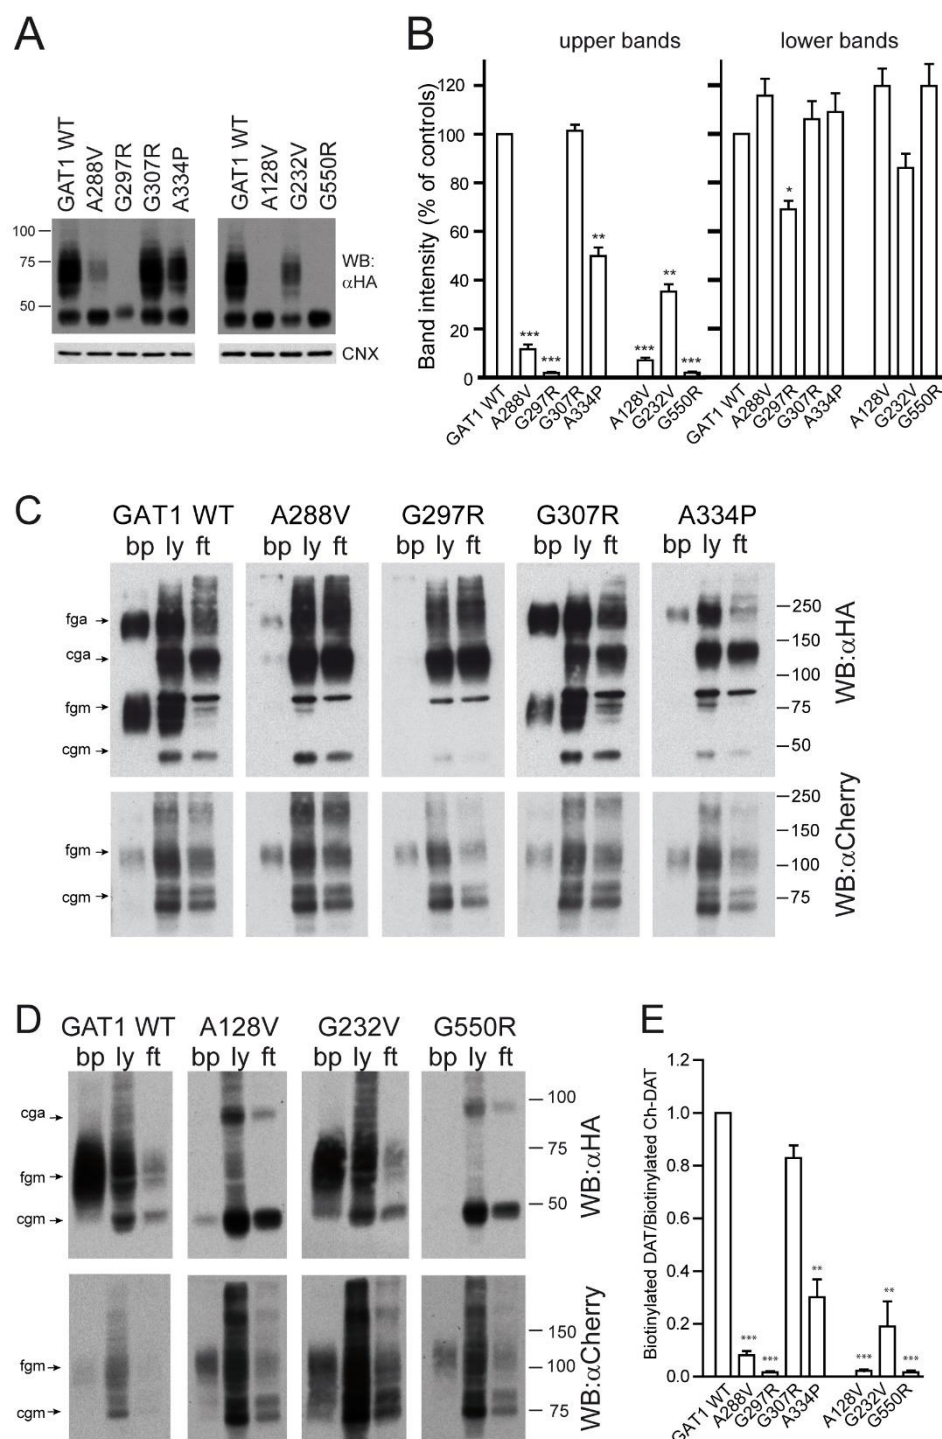 A
GAT1 WT
A288V
G297R
G307R
A334P
GAT1 WT
A128V
G232V
G550R
100
75
50
WB:
αHA
CNX
B
upper bands
lower bands
Band intensity (% of controls)
120
100
80
60
40
20
0
***
***
**
***
**
***
*
GAT1 WT
A288V
G297R
G307R
A334P
A128V
G232V
G550R
GAT1 WT
A288V
G297R
G307R
A334P
A128V
G232V
G550R
C
GAT1 WT A288V G297R G307R A334P
bp ly ft bp ly ft bp ly ft bp ly ft bp ly ft
fga
cga
fgm
cgm
250
150
100
75
50
WB:αHA
fgm
cgm
250
150
100
75
WB:αCherry
D
GAT1 WT A128V G232V G550R
bp ly ft bp ly ft bp ly ft bp ly ft
cga
fgm
cgm
100
75
50
WB:αHA
fgm
cgm
150
100
75
WB:αCherry
E
Biotinylated DAT/Biotinylated Ch-DAT
1.2
1.0
0.8
0.6
0.4
0.2
0.0
***
***
**
***
**
***
GAT1 WT
A288V
G297R
G307R
A334P
A128V
G232V
G550R